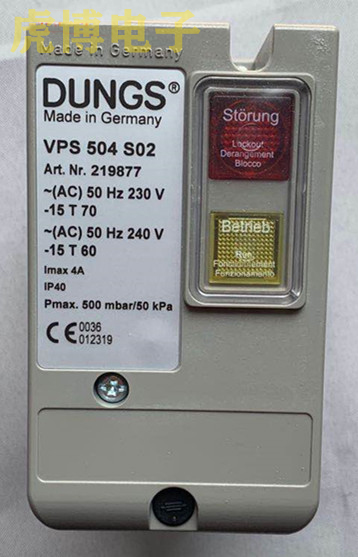 虎博电子
Made in Germany
DUNGS®
Made in Germany
VPS 504 S02
Art. Nr. 219877
~(AC) 50 Hz 230 V
-15 T 70
~(AC) 50 Hz 240 V
-15 T 60
Imax 4A
IP40
Pmax. 500 mbar/50 kPa
CE 0036
012319
Störung
Lockout
Derangement
Blocco
Betrieb
Run
Fonctionnement
Funzionamento